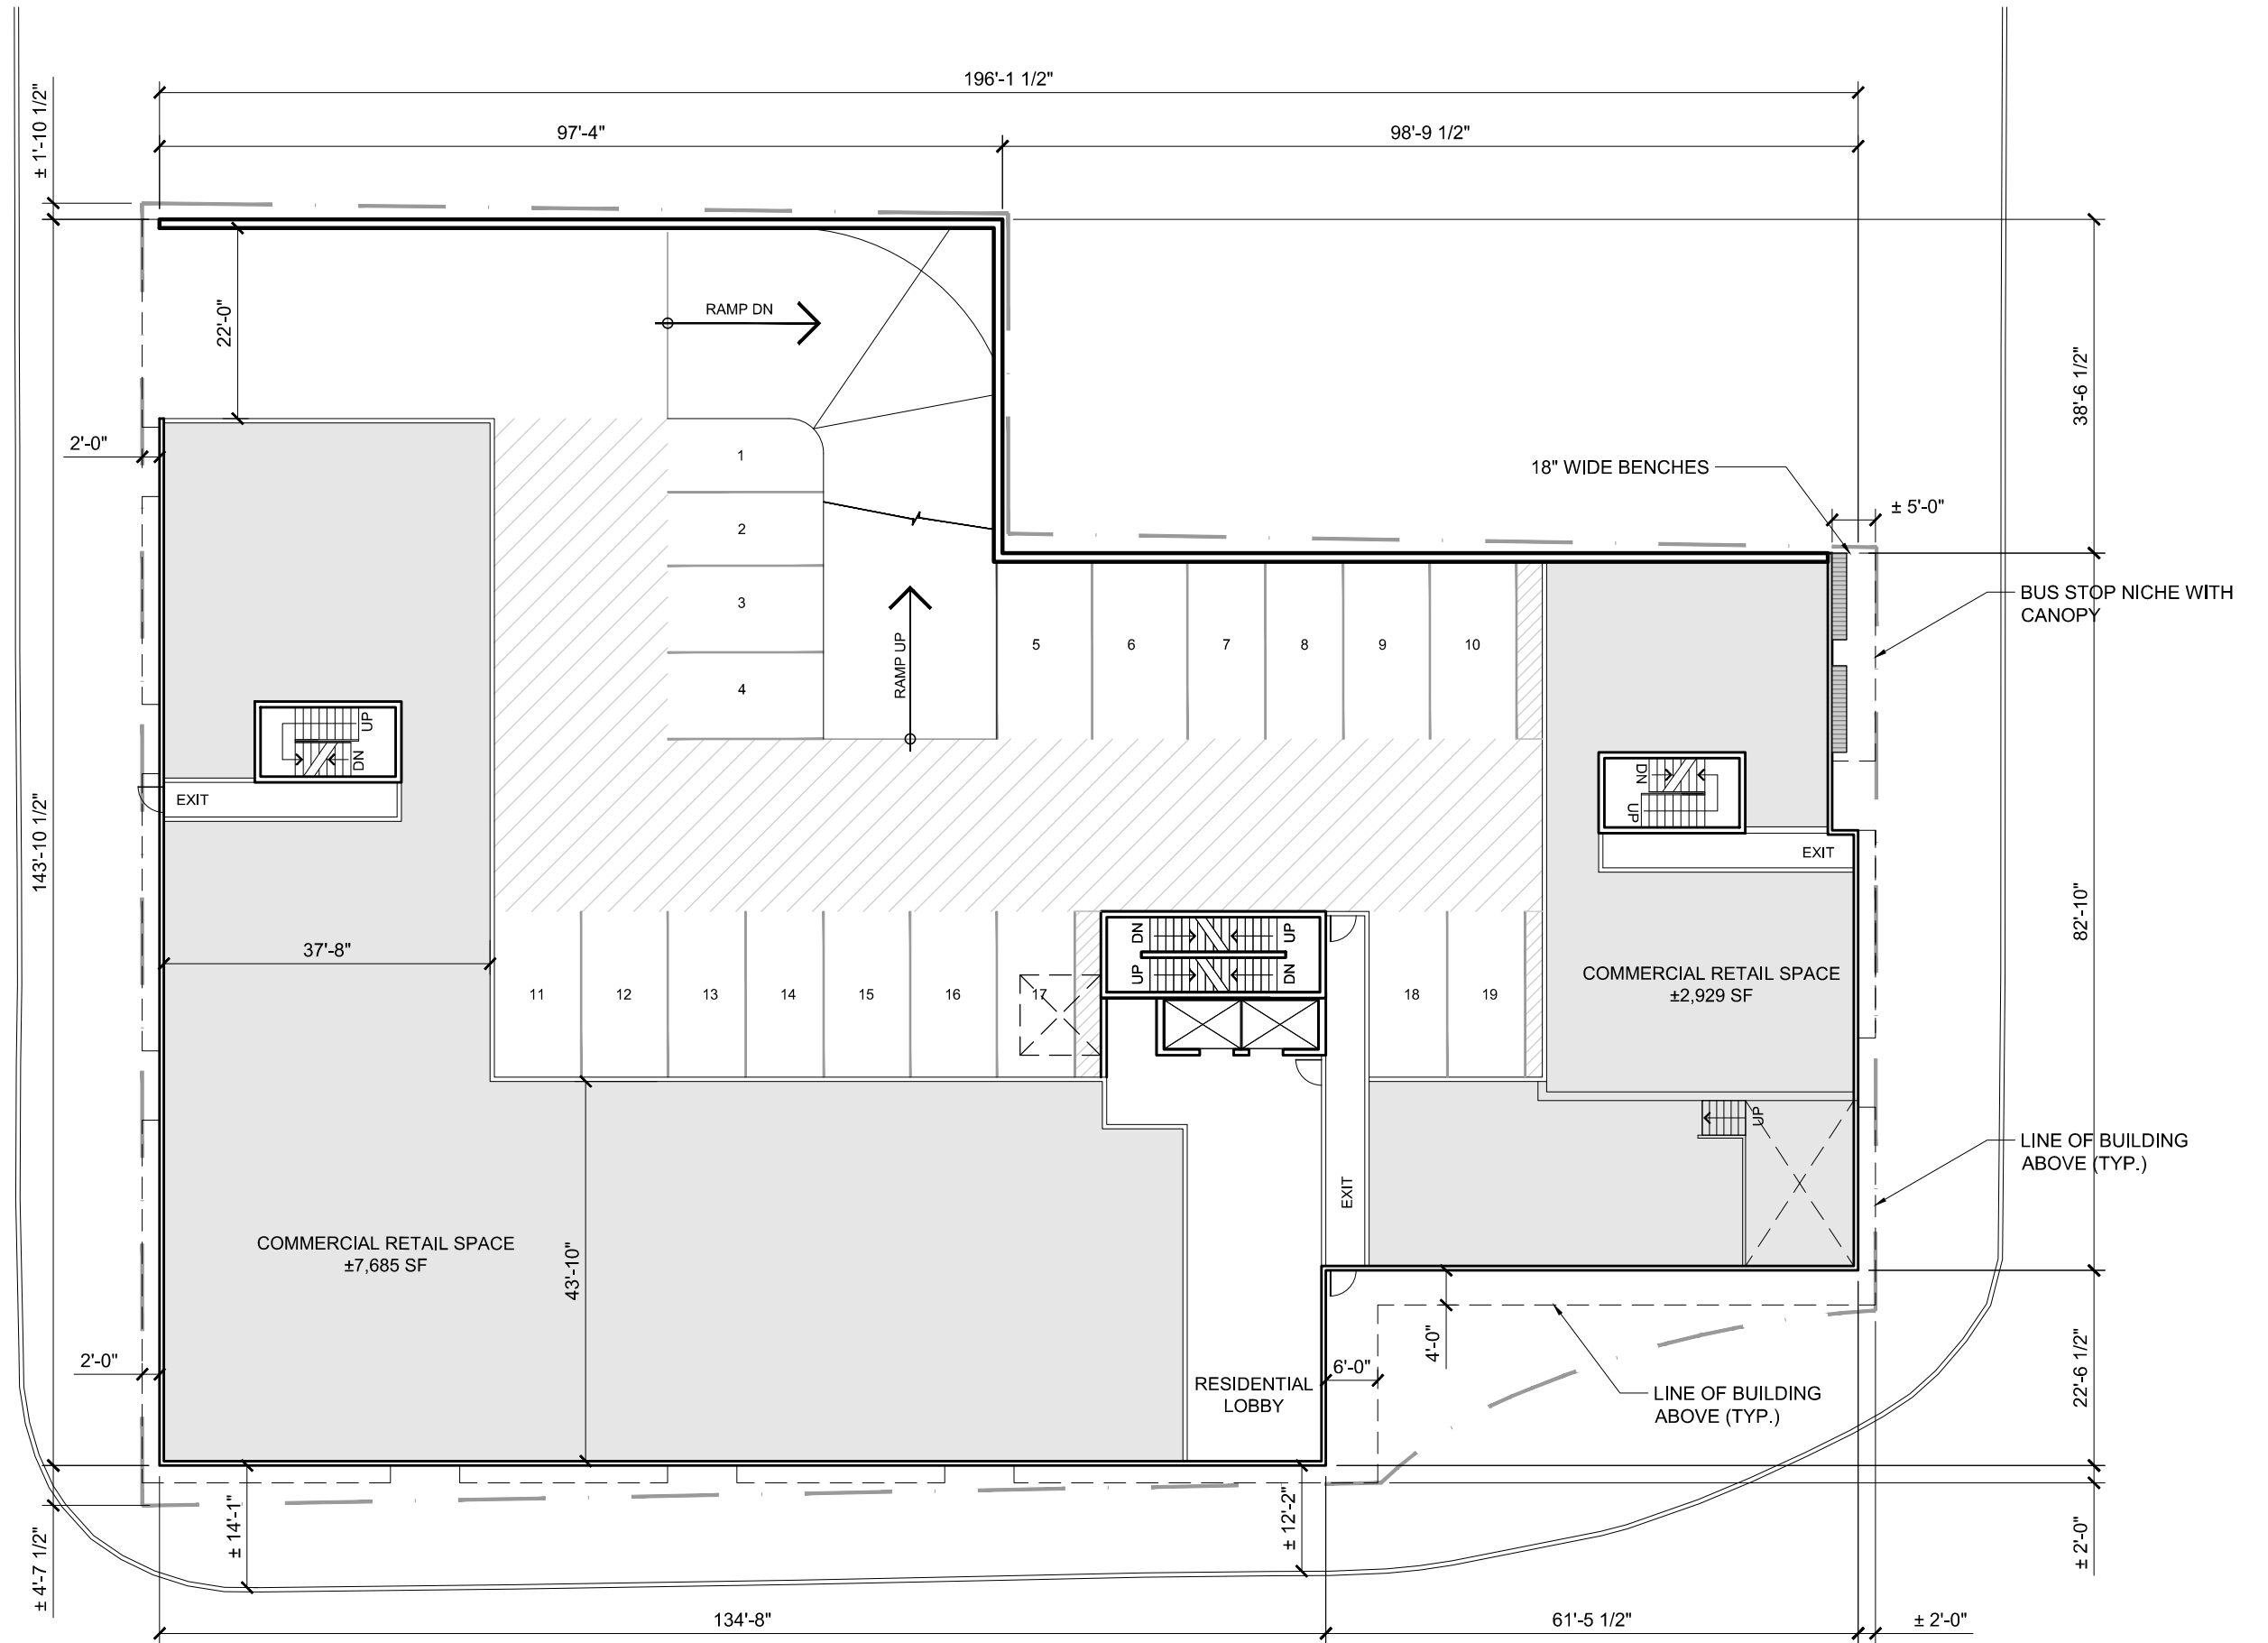 196'-1 1/2"
97'-4"
98'-9 1/2"
± 1'-10 1/2"
22'-0"
RAMP DN
38'-6 1/2"
2'-0"
18" WIDE BENCHES
± 5'-0"
1
2
3
4
RAMP UP
5
6
7
8
9
10
BUS STOP NICHE WITH
CANOPY
UP
DN
EXIT
DN
UP
EXIT
143'-10 1/2"
82'-10"
37'-8"
11
12
13
14
15
16
17
DN
UP
UP
DN
18
19
COMMERCIAL RETAIL SPACE
±2,929 SF
UP
EXIT
LINE OF BUILDING
ABOVE (TYP.)
COMMERCIAL RETAIL SPACE
±7,685 SF
43'-10"
2'-0"
RESIDENTIAL
LOBBY
6'-0"
4'-0"
LINE OF BUILDING
ABOVE (TYP.)
22'-6 1/2"
± 4'-7 1/2"
± 14'-1"
± 12'-2"
± 2'-0"
134'-8"
61'-5 1/2"
± 2'-0"